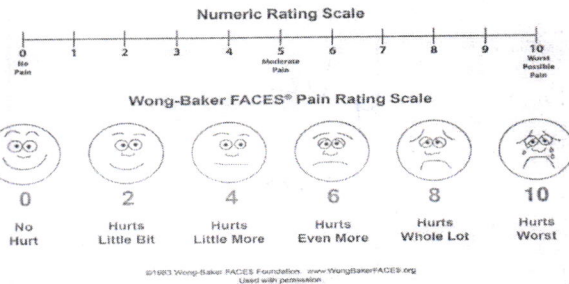 Numeric Rating Scale
0 1 2 3 4 5 6 7 8 9 10
No Pain
Moderate Pain
Worst Possible Pain
Wong-Baker FACES® Pain Rating Scale
0 2 4 6 8 10
No Hurt
Hurts Little Bit
Hurts Little More
Hurts Even More
Hurts Whole Lot
Hurts Worst
©1983 Wong-Baker FACES Foundation. www.WongBakerFACES.org
Used with permission.